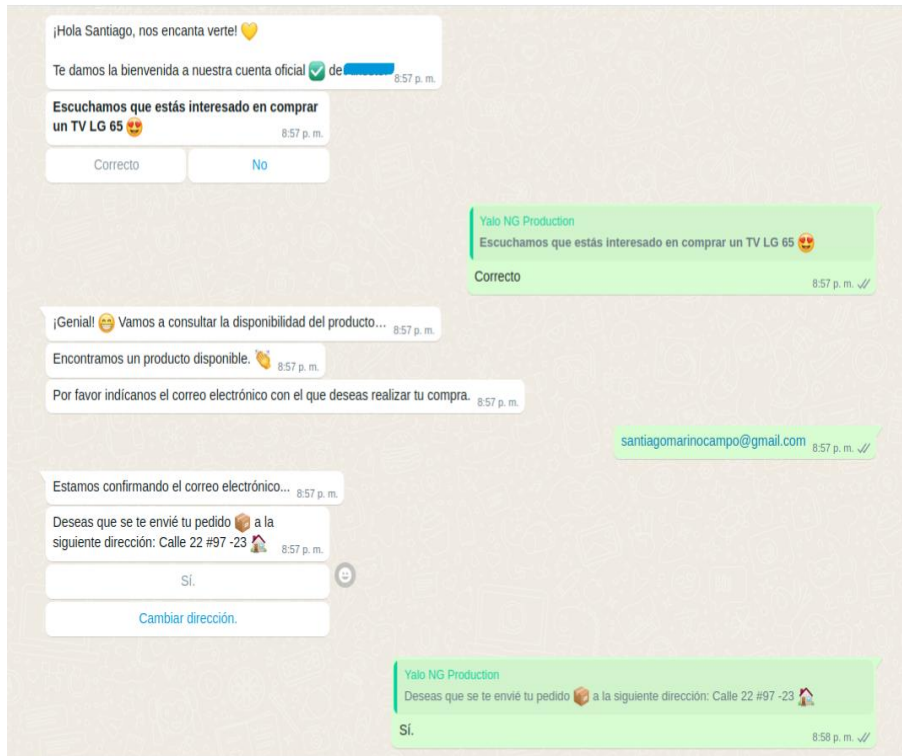 ¡Hola Santiago, nos encanta verte! 💛
Te damos la bienvenida a nuestra cuenta oficial ✅ de
8:57 p. m.
Escuchamos que estás interesado en comprar
un TV LG 65 😍
8:57 p. m.
Correcto
No
Yalo NG Production
Escuchamos que estás interesado en comprar un TV LG 65 😍
Correcto
8:57 p. m.
¡Genial! 😁 Vamos a consultar la disponibilidad del producto... 8:57 p. m.
Encontramos un producto disponible. 👏 8:57 p. m.
Por favor indícanos el correo electrónico con el que deseas realizar tu compra. 8:57 p. m.
santiagomarinocampo@gmail.com 8:57 p. m.
Estamos confirmando el correo electrónico... 8:57 p. m.
Deseas que se te envié tu pedido 📦 a la
siguiente dirección: Calle 22 #97 -23 🏠 8:57 p. m.
Sí.
Cambiar dirección.
Yalo NG Production
Deseas que se te envié tu pedido 📦 a la siguiente dirección: Calle 22 #97 -23 🏠
Sí.
8:58 p. m.